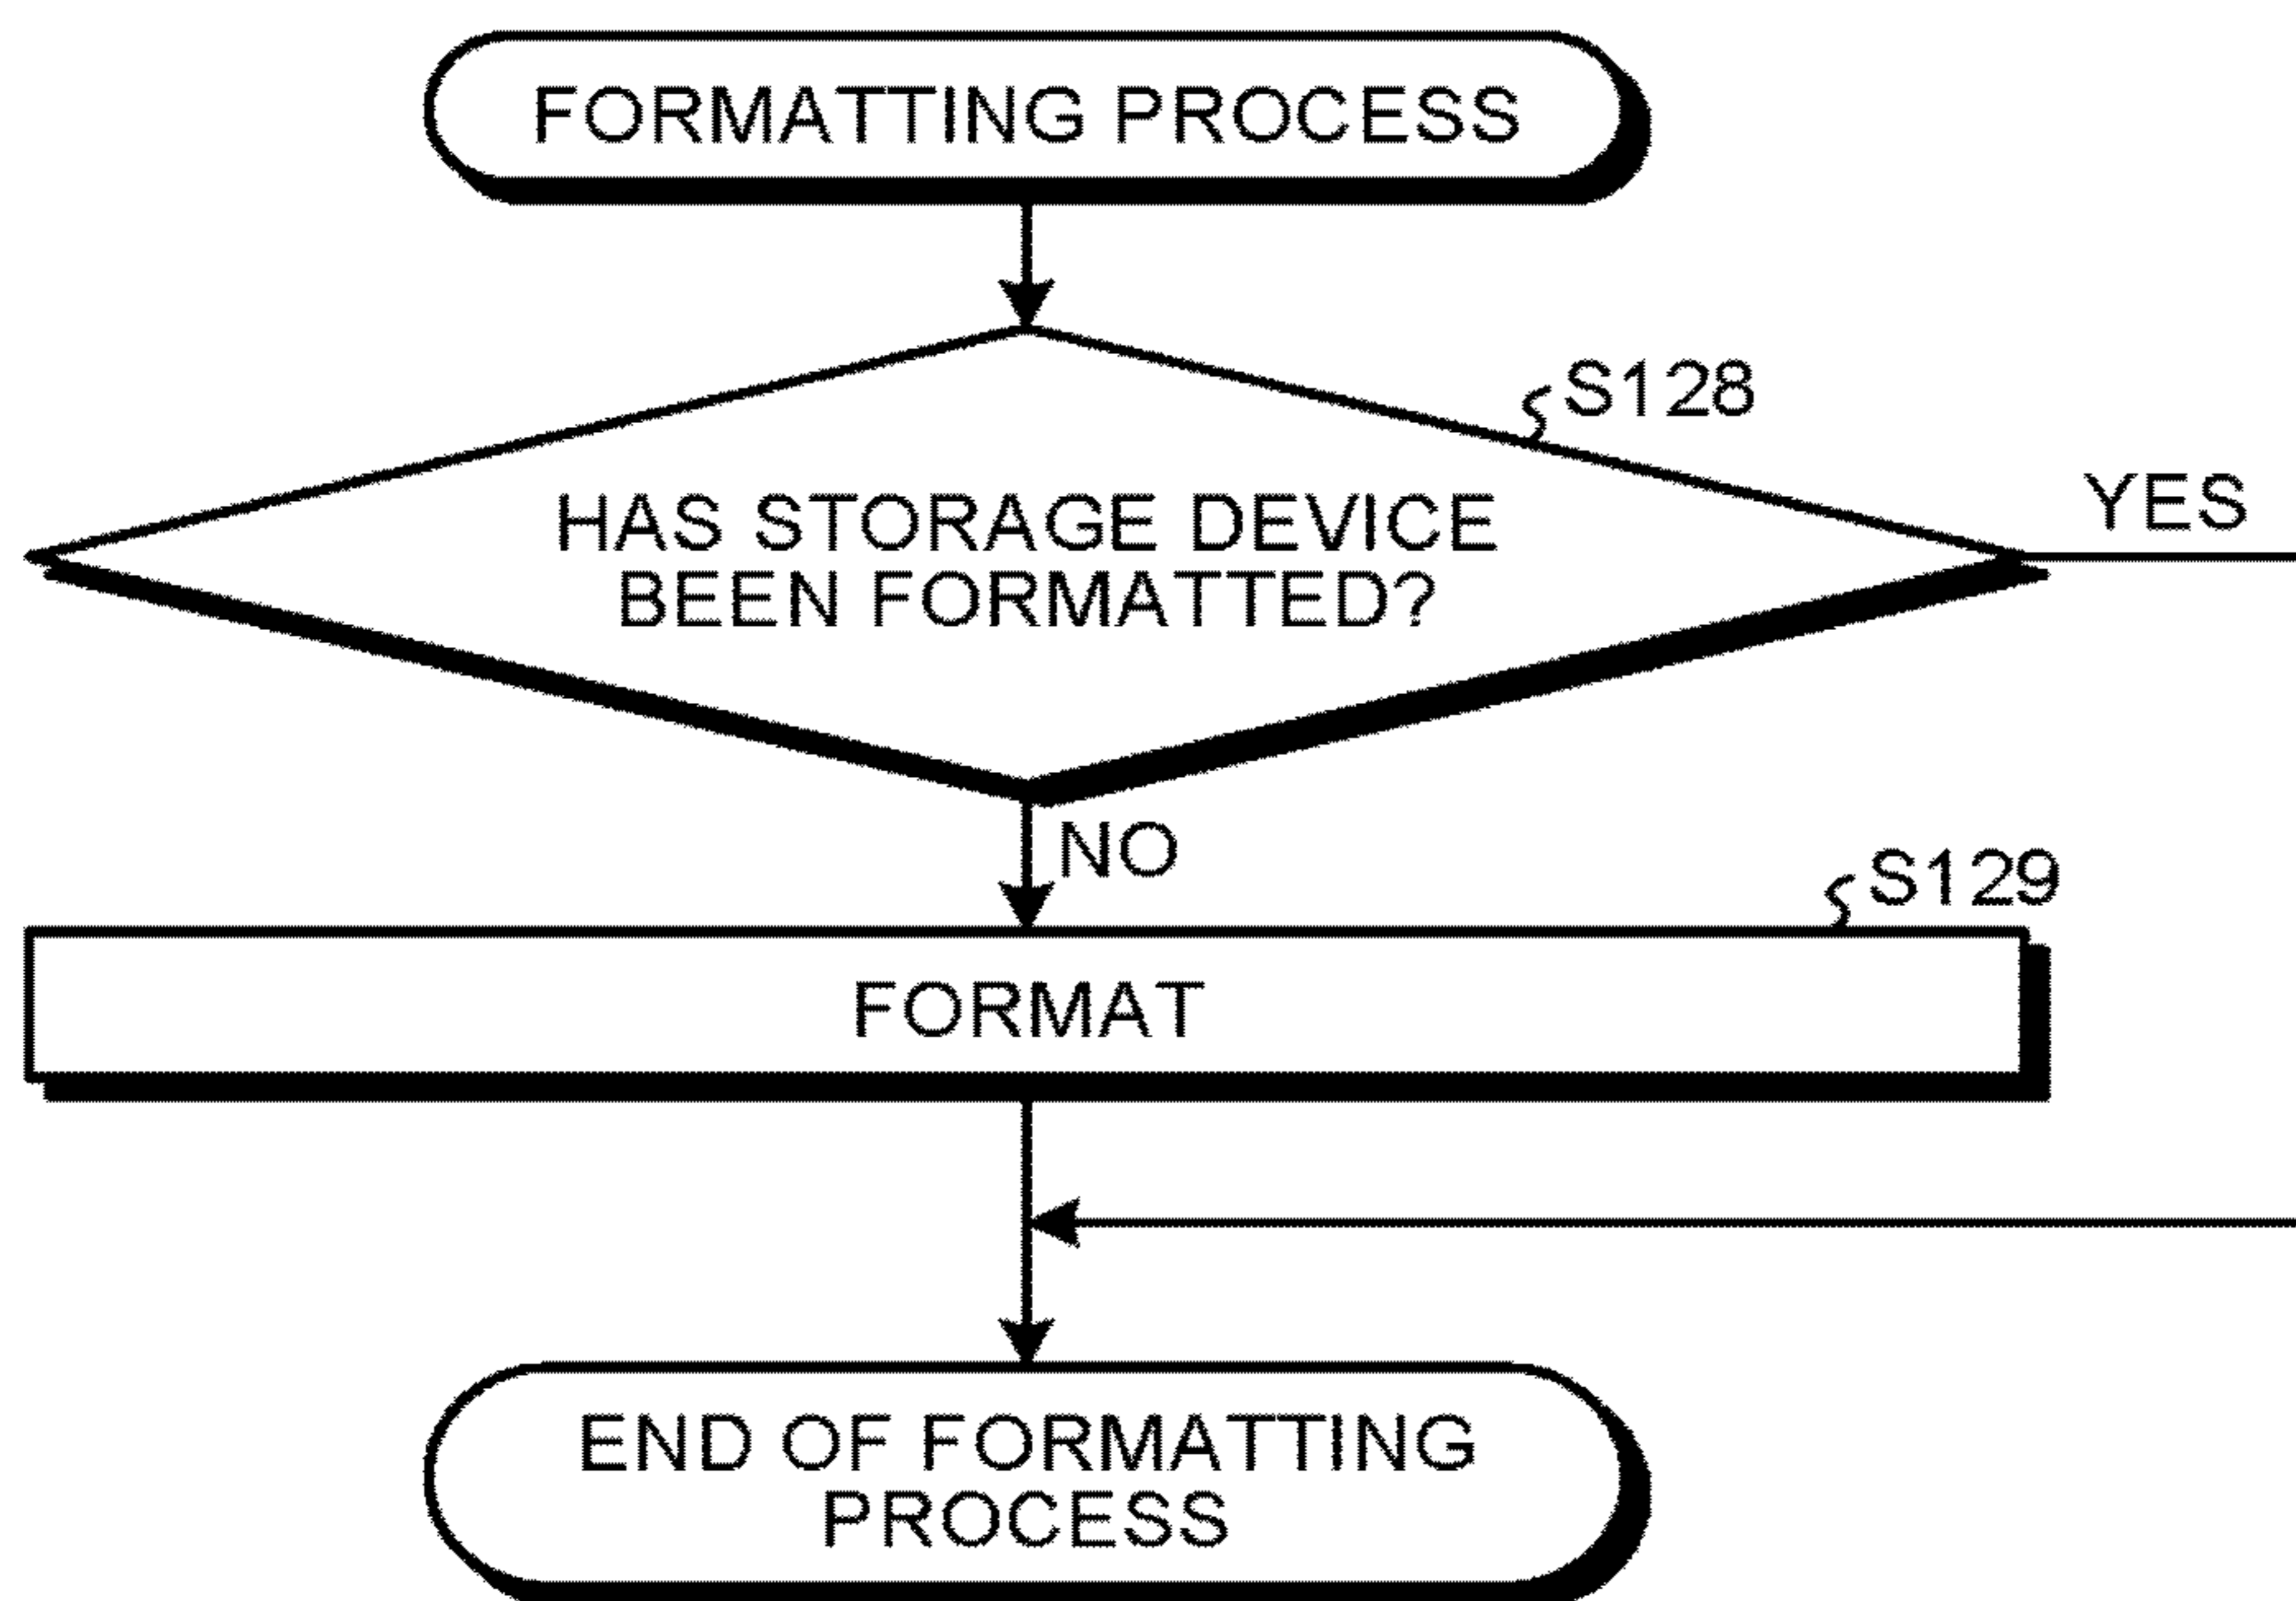 FORMATTING PROCESS
S128
YES
HAS STORAGE DEVICE
BEEN FORMATTED?
NO
S129
FORMAT
END OF FORMATTING
PROCESS